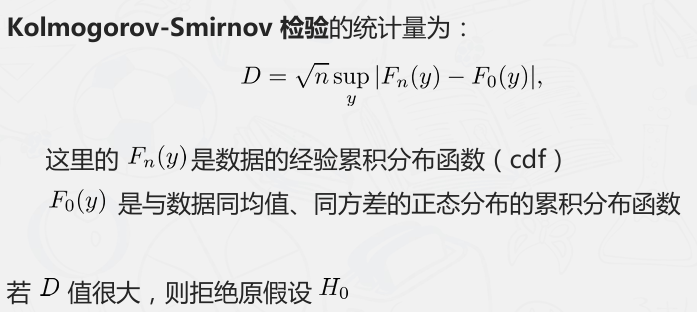 Kolmogorov-Smirnov 检验的统计量为：
D = √n sup_y |F_n(y) − F_0(y)|,
这里的 F_n(y) 是数据的经验累积分布函数（cdf）
F_0(y) 是与数据同均值、同方差的正态分布的累积分布函数
若 D 值很大，则拒绝原假设 H_0